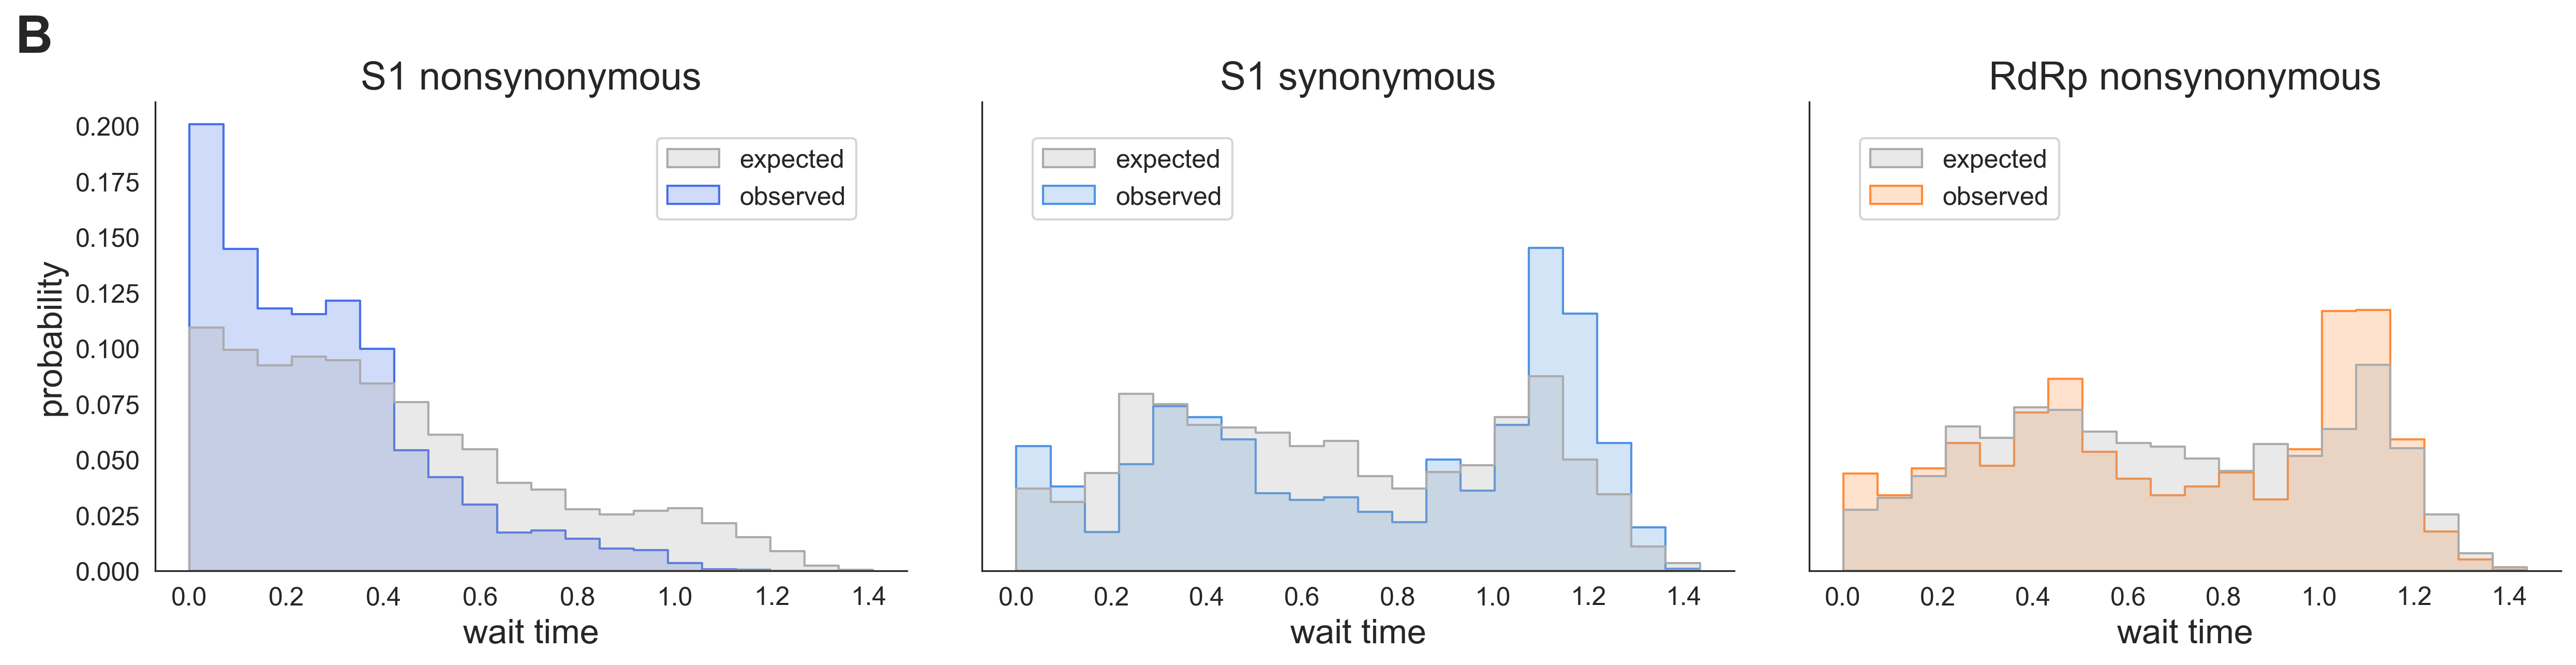 B
S1 nonsynonymous
S1 synonymous
RdRp nonsynonymous
probability
0.200
0.175
0.150
0.125
0.100
0.075
0.050
0.025
0.000
expected
observed
expected
observed
expected
observed
0.0 0.2 0.4 0.6 0.8 1.0 1.2 1.4
0.0 0.2 0.4 0.6 0.8 1.0 1.2 1.4
0.0 0.2 0.4 0.6 0.8 1.0 1.2 1.4
wait time
wait time
wait time